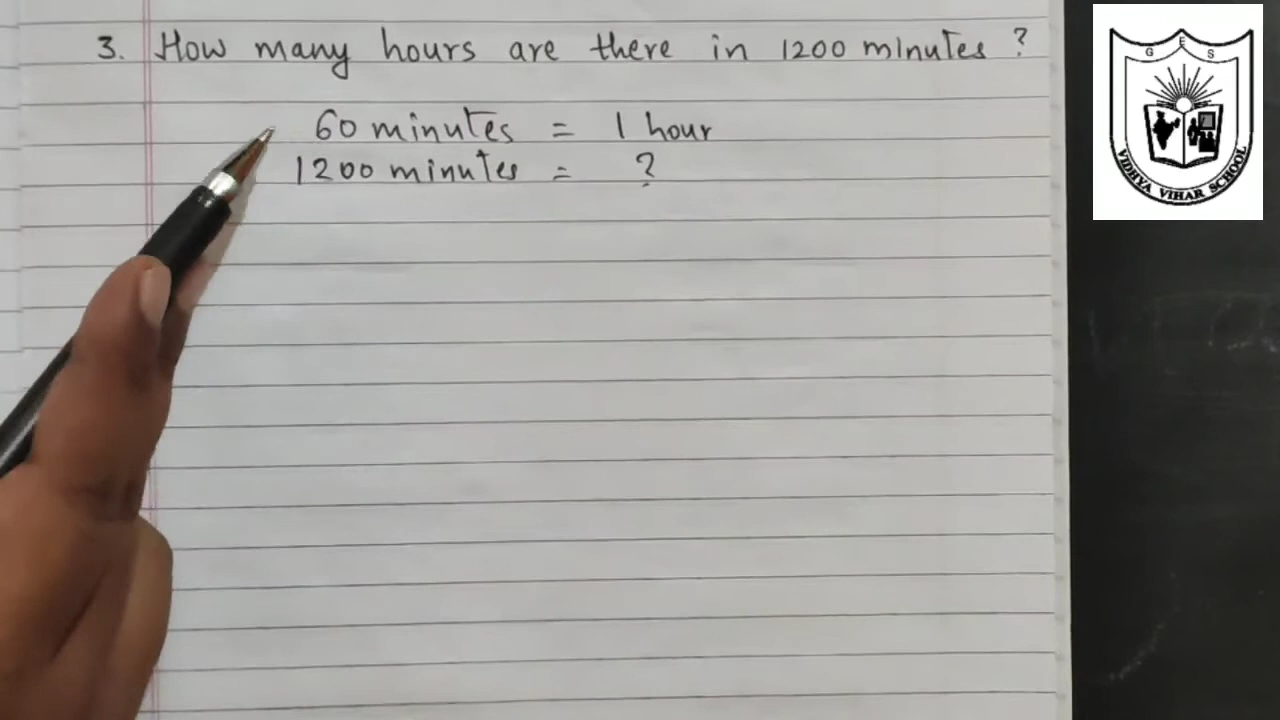 3. How many hours are there in 1200 minutes ?
60 minutes = 1 hour
1200 minutes = ?
G E S
VIDHYA VIHAR SCHOOL